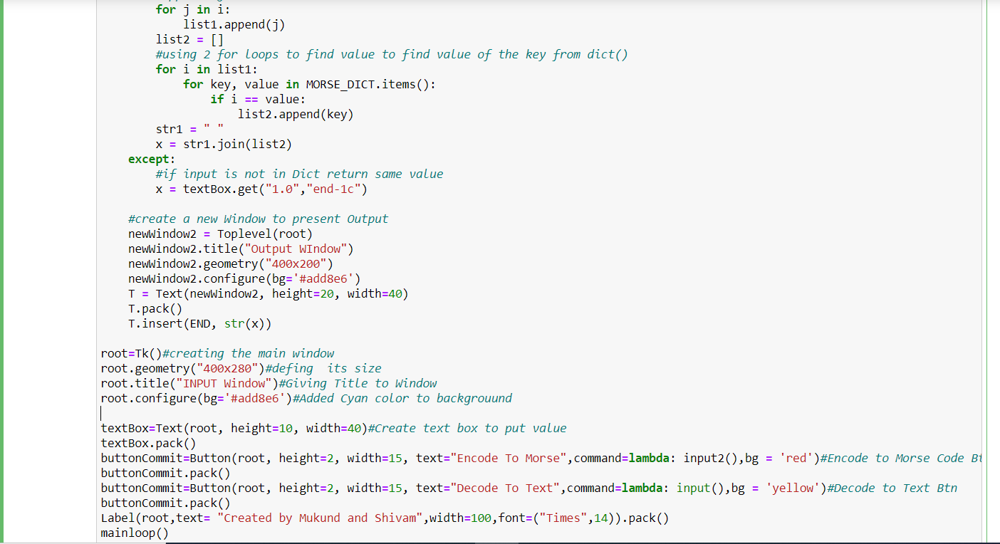 for j in i:
list1.append(j)
list2 = []
#using 2 for loops to find value to find value of the key from dict()
for i in list1:
for key, value in MORSE_DICT.items():
if i == value:
list2.append(key)
str1 = " "
x = str1.join(list2)
except:
#if input is not in Dict return same value
x = textBox.get("1.0","end-1c")
#create a new Window to present Output
newWindow2 = Toplevel(root)
newWindow2.title("Output WIndow")
newWindow2.geometry("400x200")
newWindow2.configure(bg='#add8e6')
T = Text(newWindow2, height=20, width=40)
T.pack()
T.insert(END, str(x))
root=Tk()#creating the main window
root.geometry("400x280")#defing  its size
root.title("INPUT Window")#Giving Title to Window
root.configure(bg='#add8e6')#Added Cyan color to backgrouund
textBox=Text(root, height=10, width=40)#Create text box to put value
textBox.pack()
buttonCommit=Button(root, height=2, width=15, text="Encode To Morse",command=lambda: input2(),bg = 'red')#Encode to Morse Code
buttonCommit.pack()
buttonCommit=Button(root, height=2, width=15, text="Decode To Text",command=lambda: input(),bg = 'yellow')#Decode to Text Btn
buttonCommit.pack()
Label(root,text= "Created by Mukund and Shivam",width=100,font=("Times",14)).pack()
mainloop()